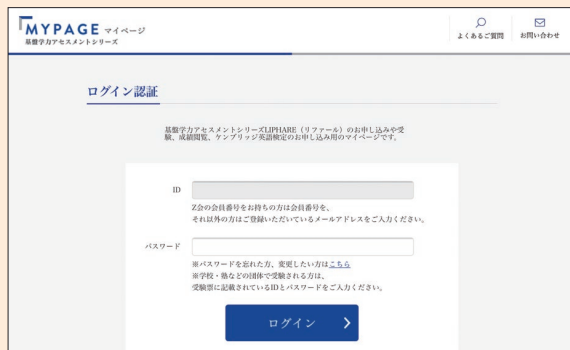 MYPAGE マイページ
基盤学力アセスメントシリーズ
よくあるご質問
お問い合わせ
ログイン認証
基盤学力アセスメントシリーズLIPHARE（リファール）のお申し込みや受
験、成績閲覧、ケンブリッジ英語検定のお申し込み用のマイページです。
ID
Z会の会員番号をお持ちの方は会員番号を、
それ以外の方はご登録いただいているメールアドレスをご入力ください。
パスワード
※パスワードを忘れた方、変更したい方はこちら
※学校・塾などの団体で受験される方は、
受験票に記載されているIDとパスワードをご入力ください。
ログイン